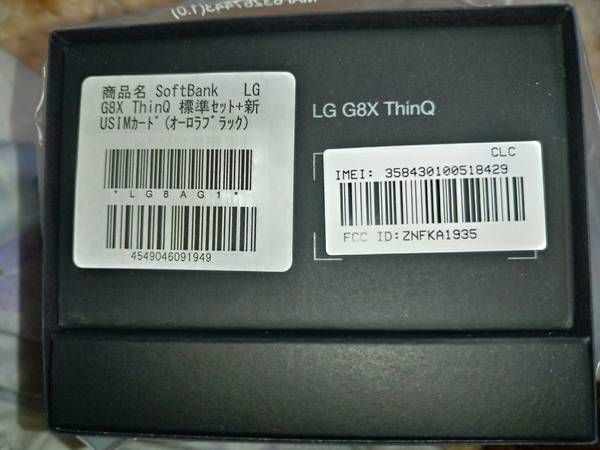 商品名 SoftBank LG
G8X ThinQ 標準ｾｯﾄ+新
USIMｶｰﾄﾞ(ｵｰﾛﾗﾌﾞﾗｯｸ)
*LG8AG1*
4549046091949
LG G8X ThinQ
CLC
IMEI: 358430100518429
FCC ID:ZNFKA1935